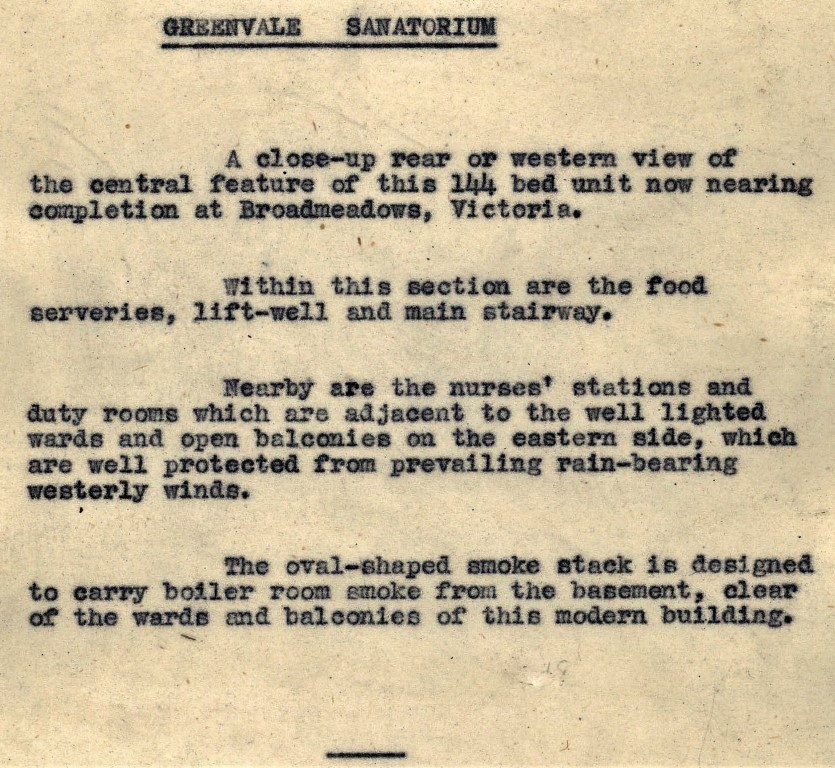 GREENVALE SANATORIUM
A close-up rear or western view of
the central feature of this 144 bed unit now nearing
completion at Broadmeadows, Victoria.
Within this section are the food
serveries, lift-well and main stairway.
Nearby are the nurses' stations and
duty rooms which are adjacent to the well lighted
wards and open balconies on the eastern side, which
are well protected from prevailing rain-bearing
westerly winds.
The oval-shaped smoke stack is designed
to carry boiler room smoke from the basement, clear
of the wards and balconies of this modern building.